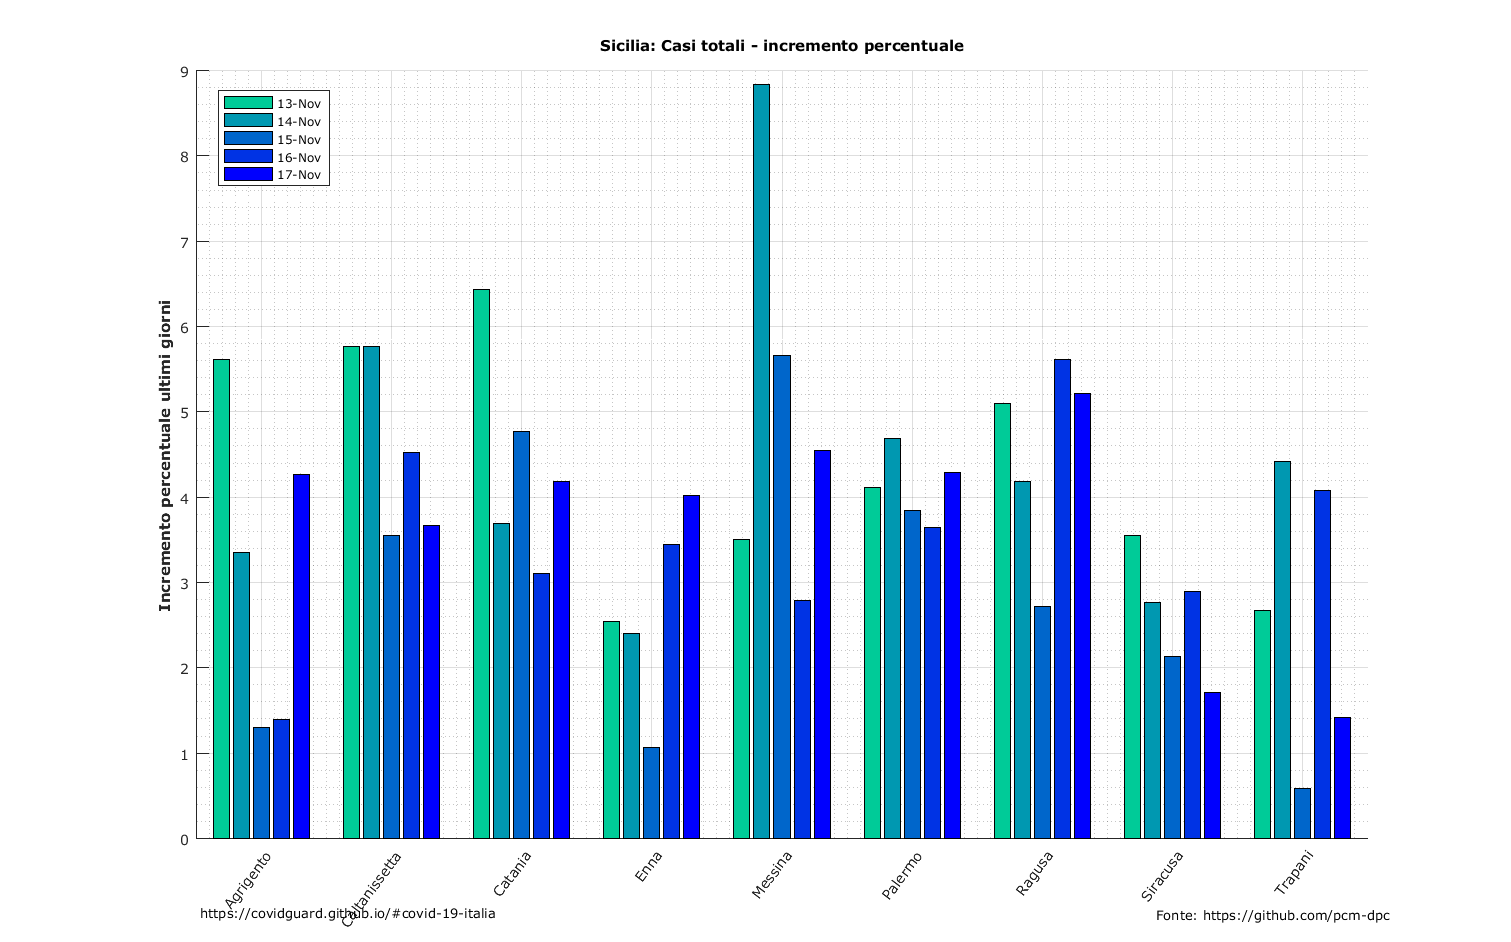 Sicilia: Casi totali - incremento percentuale
Incremento percentuale ultimi giorni
9
8
7
6
5
4
3
2
1
0
13-Nov
14-Nov
15-Nov
16-Nov
17-Nov
Agrigento
Caltanissetta
Catania
Enna
Messina
Palermo
Ragusa
Siracusa
Trapani
https://covidguard.github.io/#covid-19-italia
Fonte: https://github.com/pcm-dpc